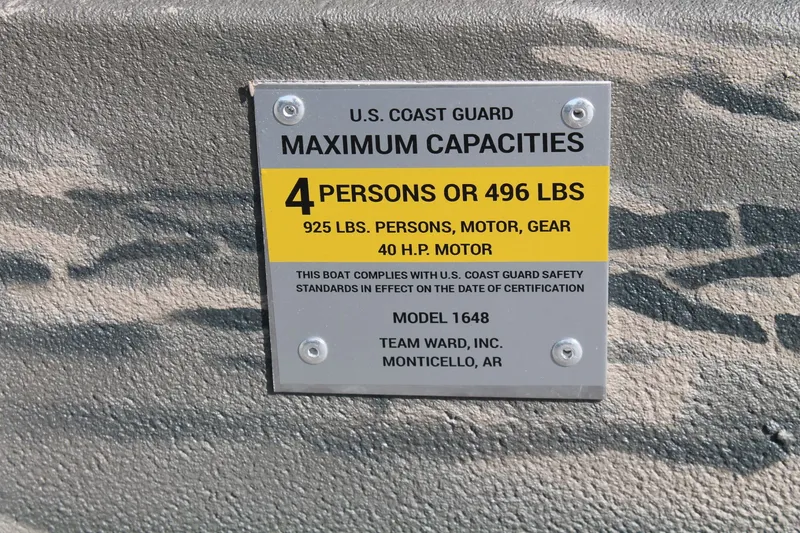 U.S. COAST GUARD
MAXIMUM CAPACITIES
4 PERSONS OR 496 LBS
925 LBS. PERSONS, MOTOR, GEAR
40 H.P. MOTOR
THIS BOAT COMPLIES WITH U.S. COAST GUARD SAFETY
STANDARDS IN EFFECT ON THE DATE OF CERTIFICATION
MODEL 1648
TEAM WARD, INC.
MONTICELLO, AR